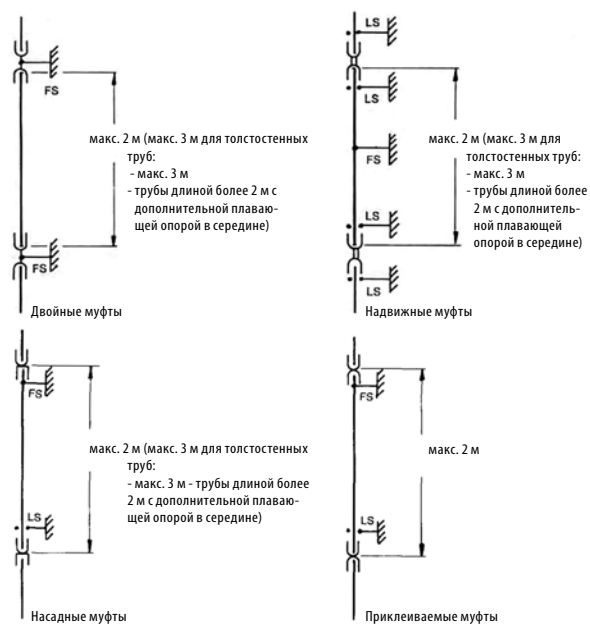 FS
макс. 2 м (макс. 3 м для толстостенных
труб:
- макс. 3 м
- трубы длиной более 2 м с
дополнительной плаваю-
щей опорой в середине)
FS
Двойные муфты
LS
LS
макс. 2 м (макс. 3 м для
толстостенных труб:
- макс. 3 м
- трубы длиной более
2 м с дополнитель-
ной плавающей
опорой в середине)
FS
LS
LS
Надвижные муфты
FS
макс. 2 м (макс. 3 м для толстостенных
труб:
- макс. 3 м - трубы длиной более
2 м с дополнительной плаваю-
щей опорой в середине)
LS
Насадные муфты
FS
макс. 2 м
LS
Приклеиваемые муфты